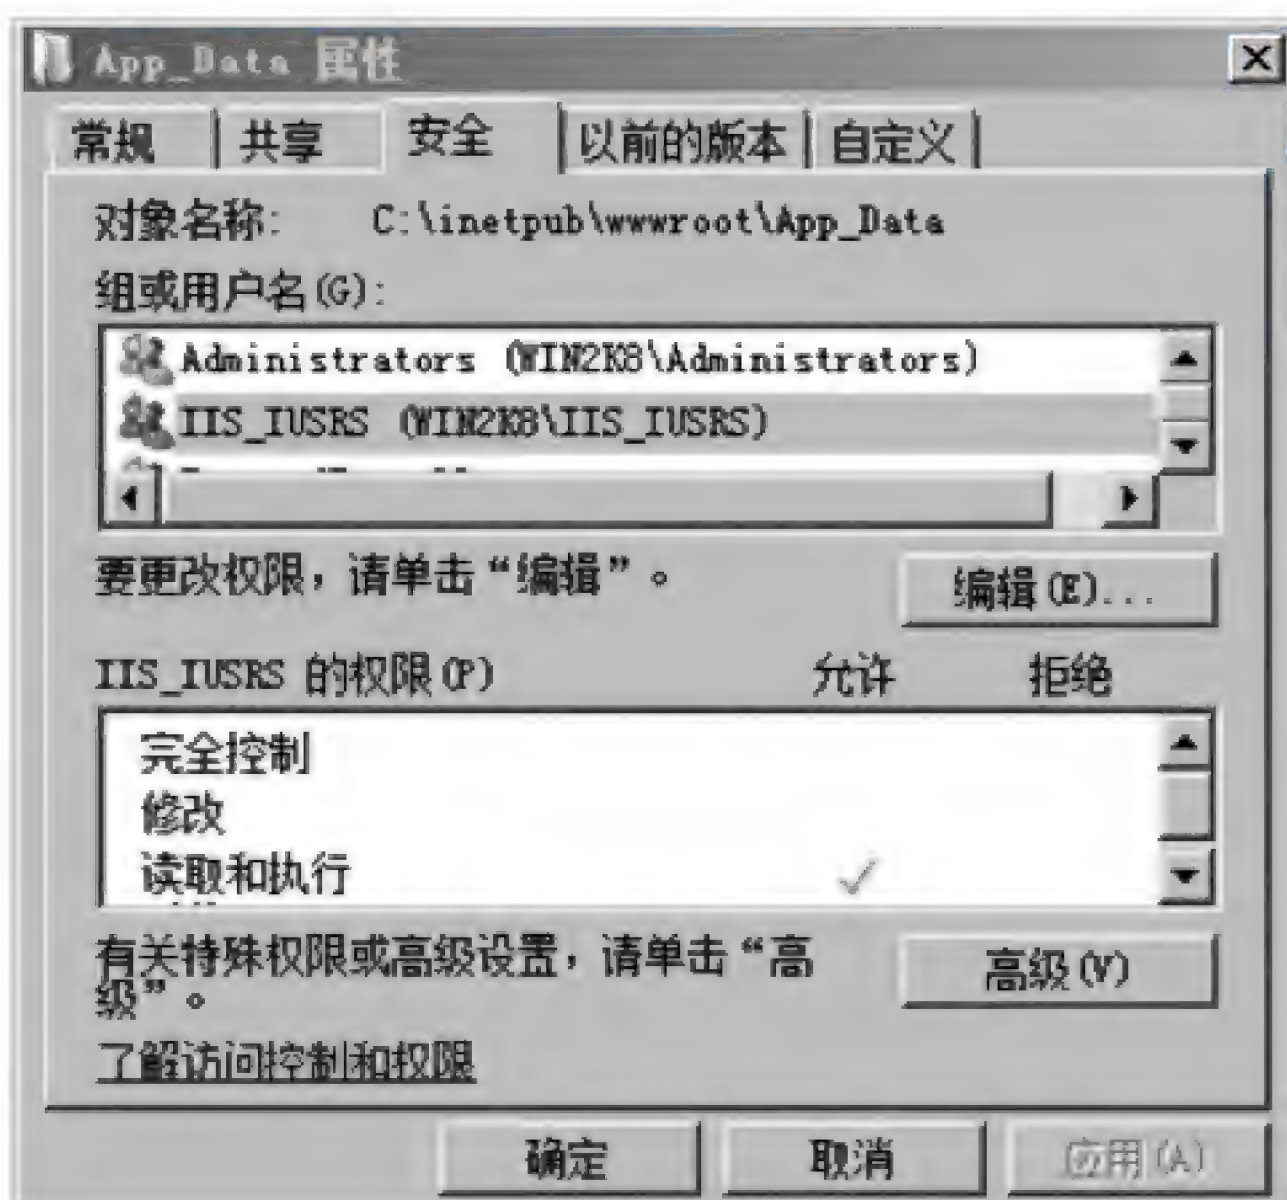 App_Data 属性
常规 共享 安全 以前的版本 自定义
对象名称: C:\inetpub\wwwroot\App_Data
组或用户名(G):
Administrators (WIN2K8\Administrators)
IIS_IUSRS (WIN2K8\IIS_IUSRS)
要更改权限，请单击“编辑”。 编辑(E)...
IIS_IUSRS 的权限(P) 允许 拒绝
完全控制
修改
读取和执行
有关特殊权限或高级设置，请单击“高
级”。 高级(V)
了解访问控制和权限
确定 取消 应用(A)